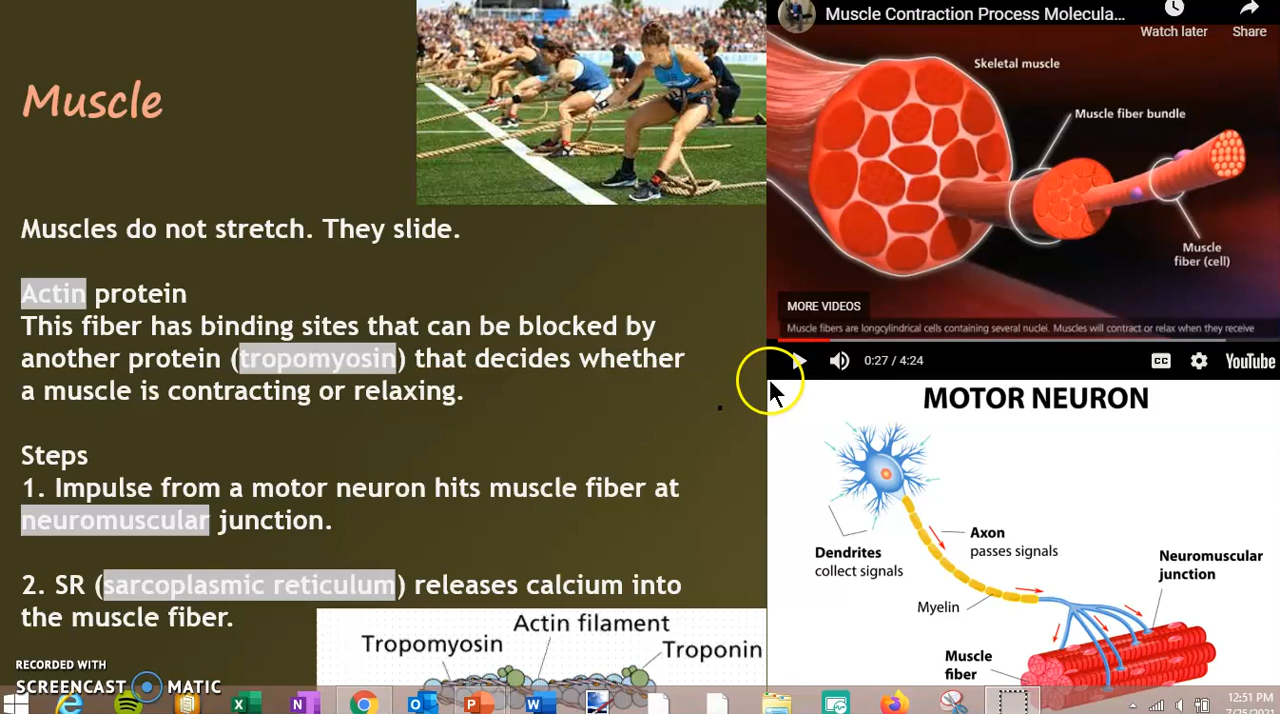 Muscle
Muscles do not stretch. They slide.
Actin protein
This fiber has binding sites that can be blocked by
another protein (tropomyosin) that decides whether
a muscle is contracting or relaxing.
Steps
1. Impulse from a motor neuron hits muscle fiber at
neuromuscular junction.
2. SR (sarcoplasmic reticulum) releases calcium into
the muscle fiber.
Tropomyosin
Actin filament
Troponin
Muscle Contraction Process Molecula...
Watch later
Share
Skeletal muscle
Muscle fiber bundle
Muscle
fiber (cell)
MORE VIDEOS
Muscle fibers are longcylindrical cells containing several nuclei. Muscles will contract or relax when they receive
0:27 / 4:24
CC
YouTube
MOTOR NEURON
Dendrites
collect signals
Axon
passes signals
Myelin
Neuromuscular
junction
Muscle
fiber
RECORDED WITH
SCREENCAST MATIC
12:51 PM
7/25/2021